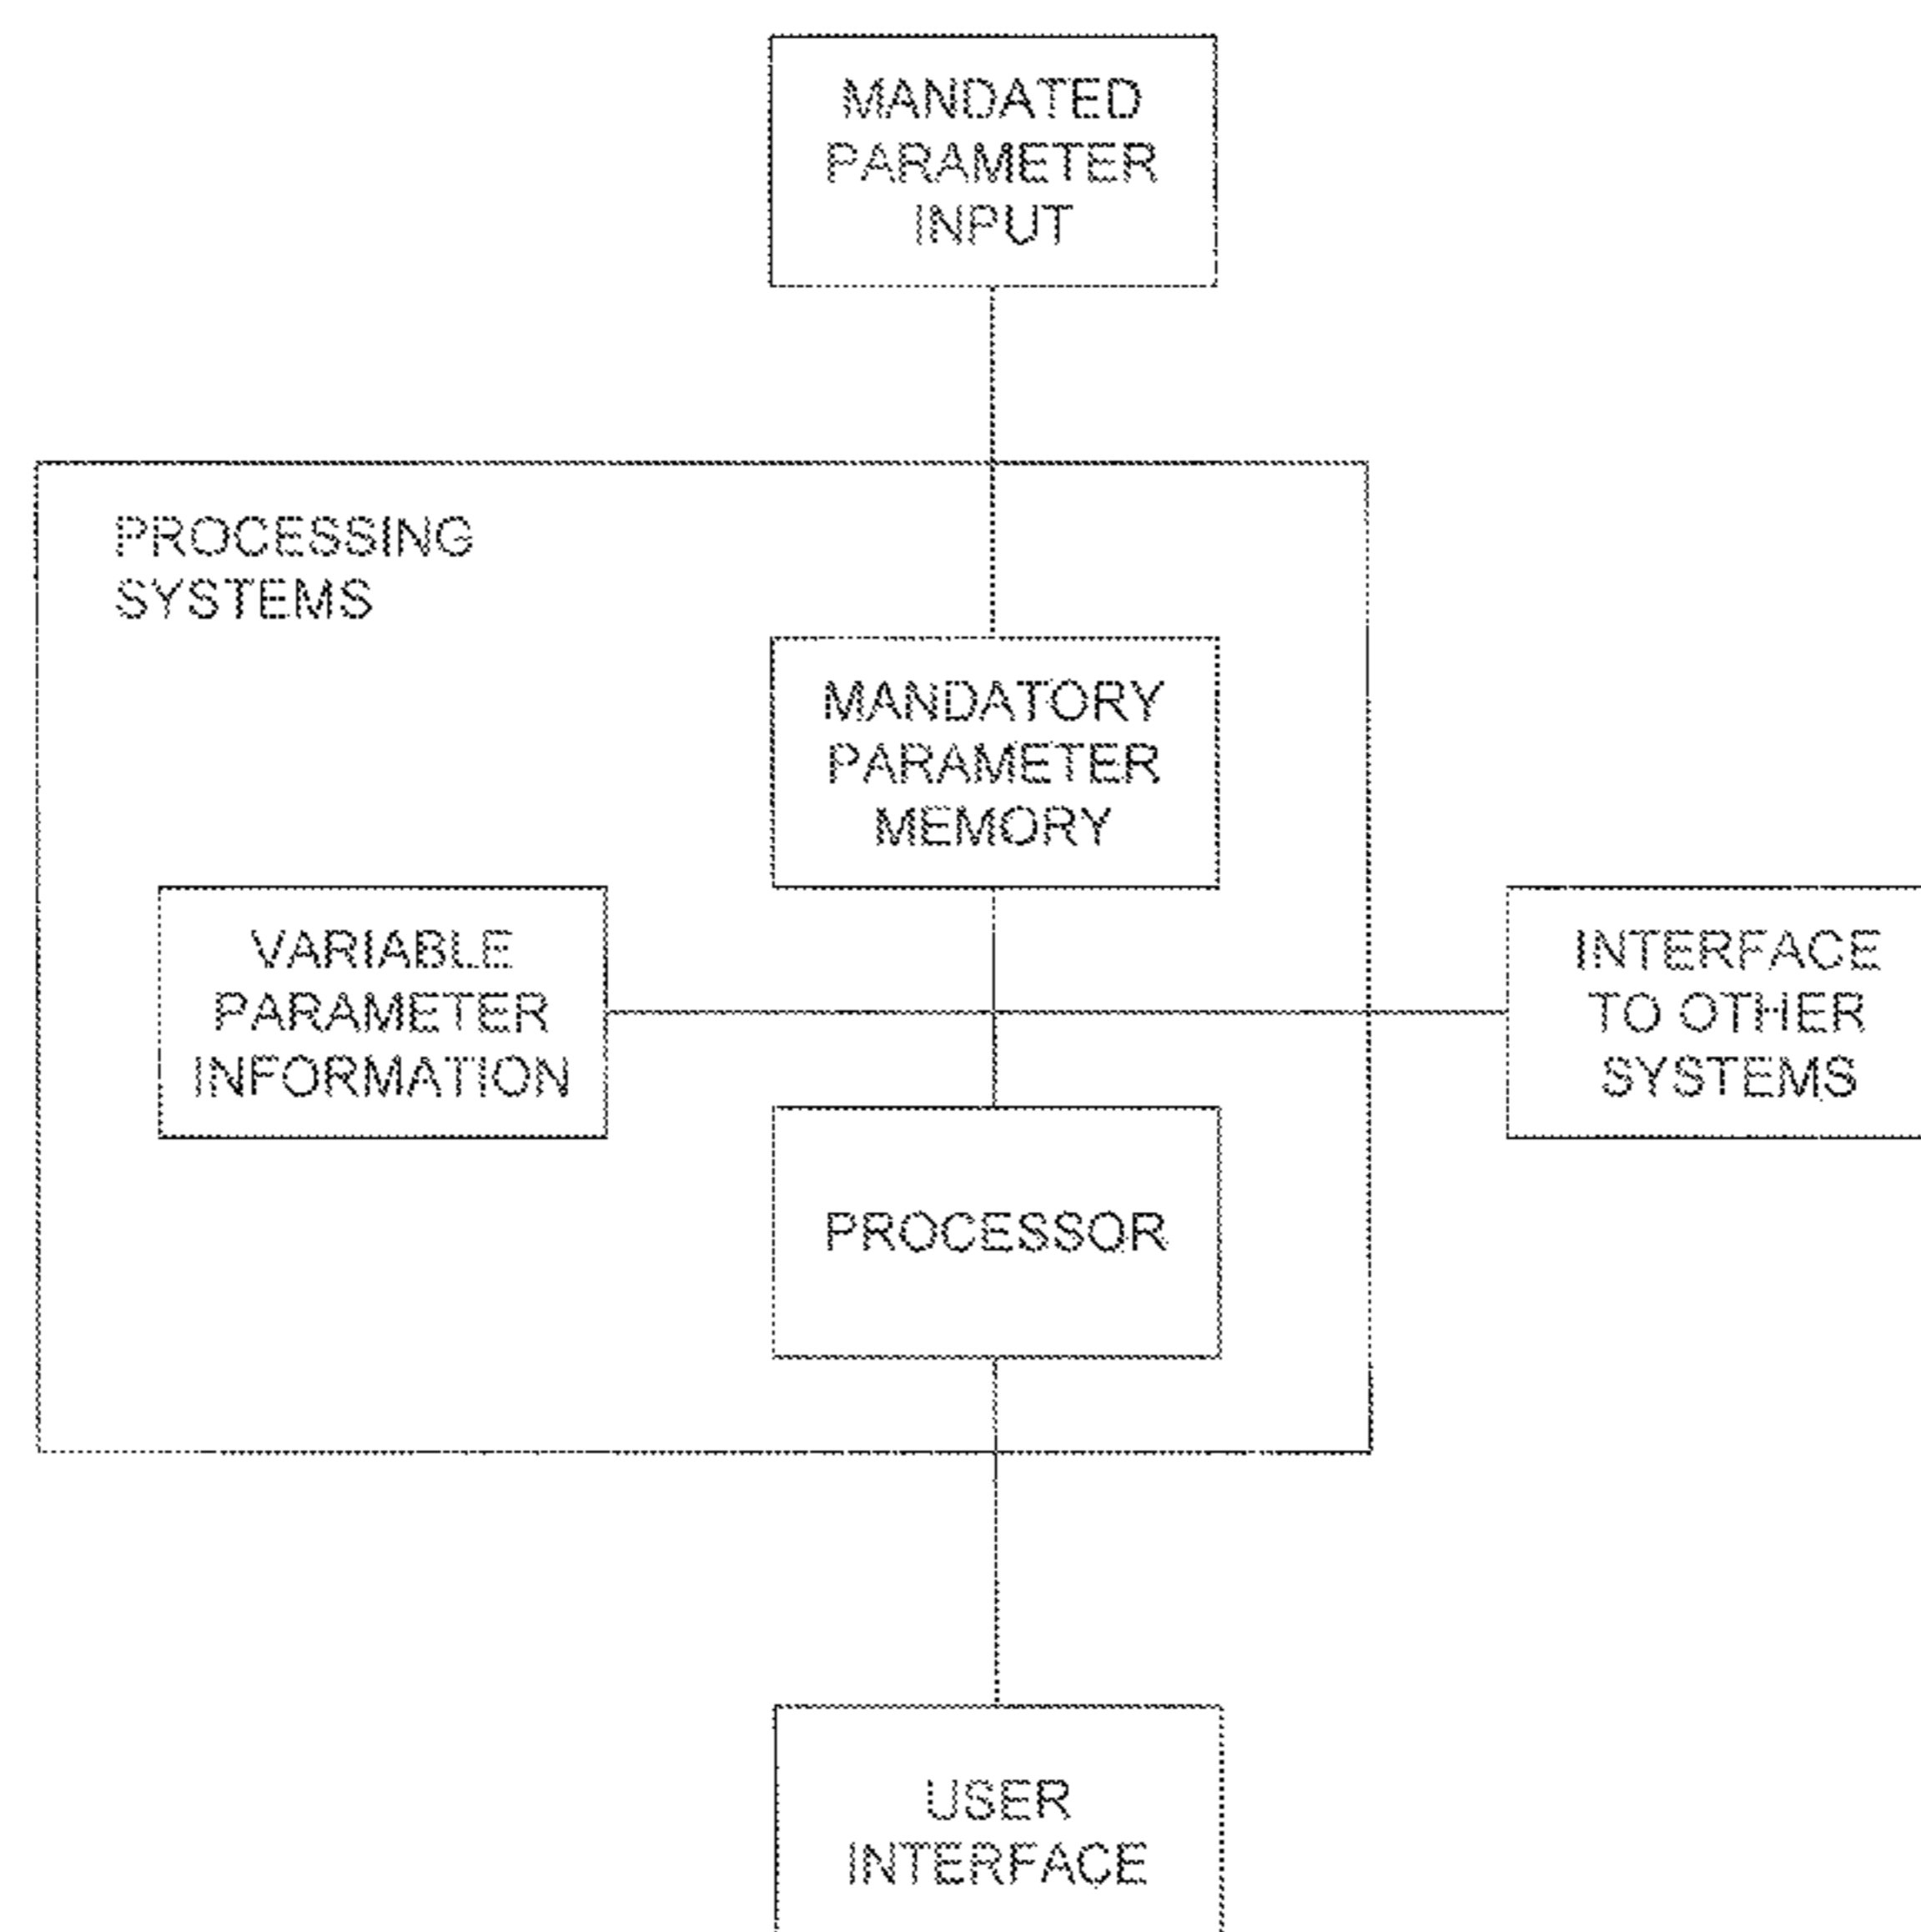 MANDATED
PARAMETER
INPUT
PROCESSING
SYSTEMS
MANDATORY
PARAMETER
MEMORY
VARIABLE
PARAMETER
INFORMATION
INTERFACE
TO OTHER
SYSTEMS
PROCESSOR
USER
INTERFACE